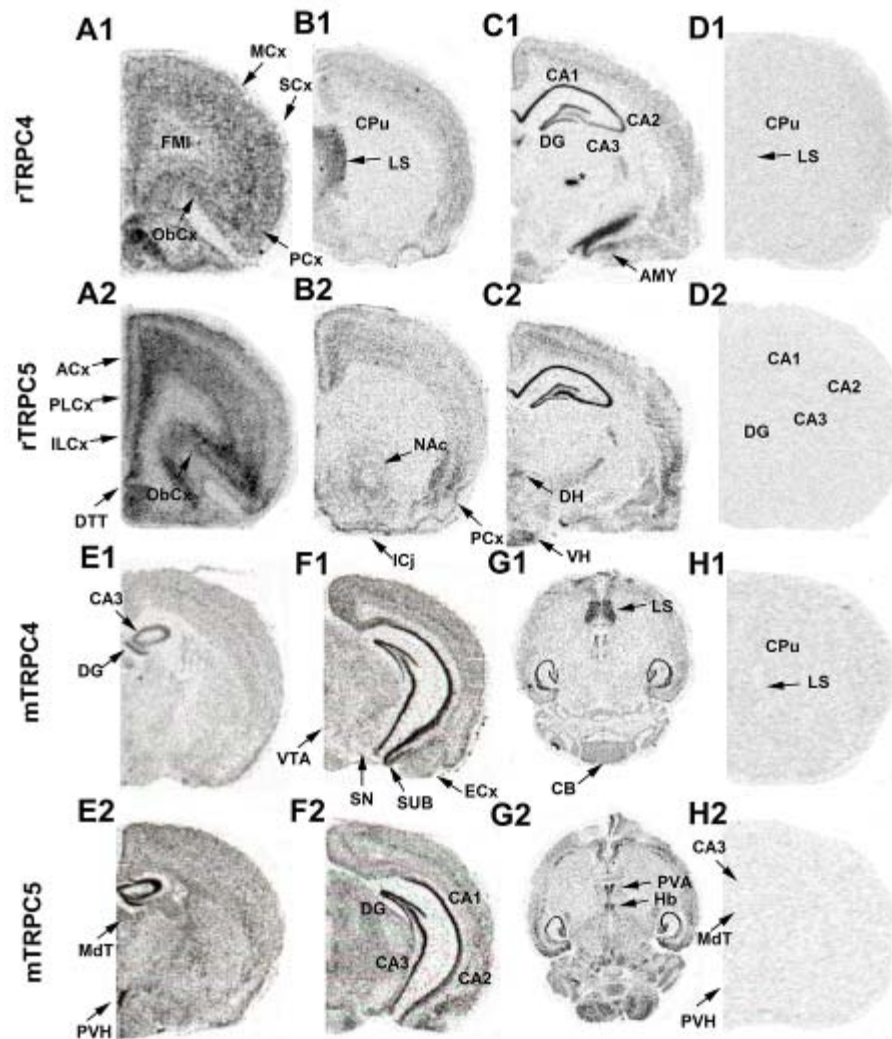 A1
B1
C1
D1
MCx
SCx
FMI
ObCx
PCx
CPu
LS
CA1
CA2
DG
CA3
*
AMY
CPu
LS
rTRPC4
A2
B2
C2
D2
ACx
PLCx
ILCx
ObCx
DTT
NAc
PCx
ICj
DH
VH
CA1
CA2
CA3
DG
rTRPC5
E1
F1
G1
H1
CA3
DG
VTA
SN
SUB
ECx
LS
CB
CPu
LS
mTRPC4
E2
F2
G2
H2
MdT
PVH
DG
CA1
CA3
CA2
PVA
Hb
CA3
MdT
PVH
mTRPC5